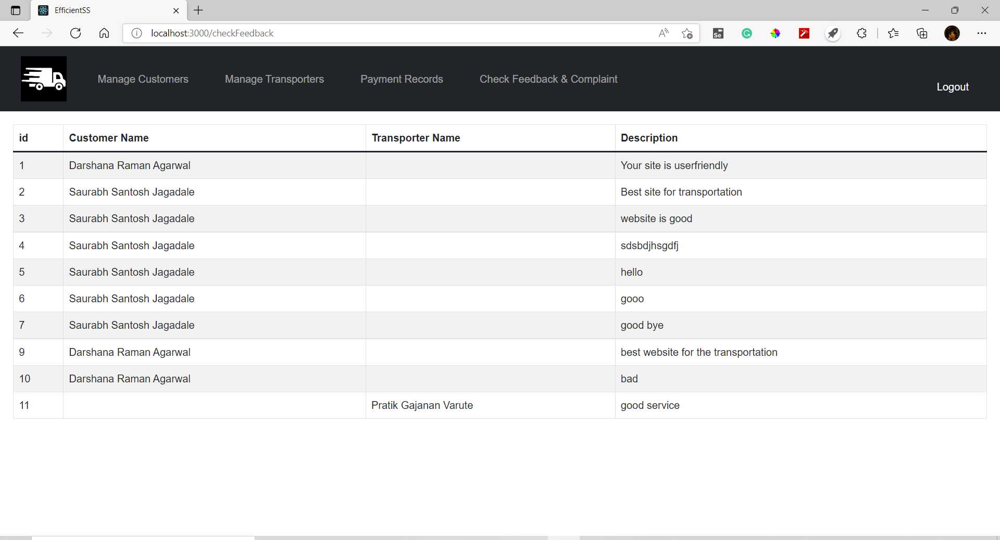 EfficientSS
localhost:3000/checkFeedback
Manage Customers Manage Transporters Payment Records Check Feedback & Complaint
Logout
id Customer Name Transporter Name Description
1 Darshana Raman Agarwal Your site is userfriendly
2 Saurabh Santosh Jagadale Best site for transportation
3 Saurabh Santosh Jagadale website is good
4 Saurabh Santosh Jagadale sdsbdjhsgdfj
5 Saurabh Santosh Jagadale hello
6 Saurabh Santosh Jagadale gooo
7 Saurabh Santosh Jagadale good bye
9 Darshana Raman Agarwal best website for the transportation
10 Darshana Raman Agarwal bad
11 Pratik Gajanan Varute good service